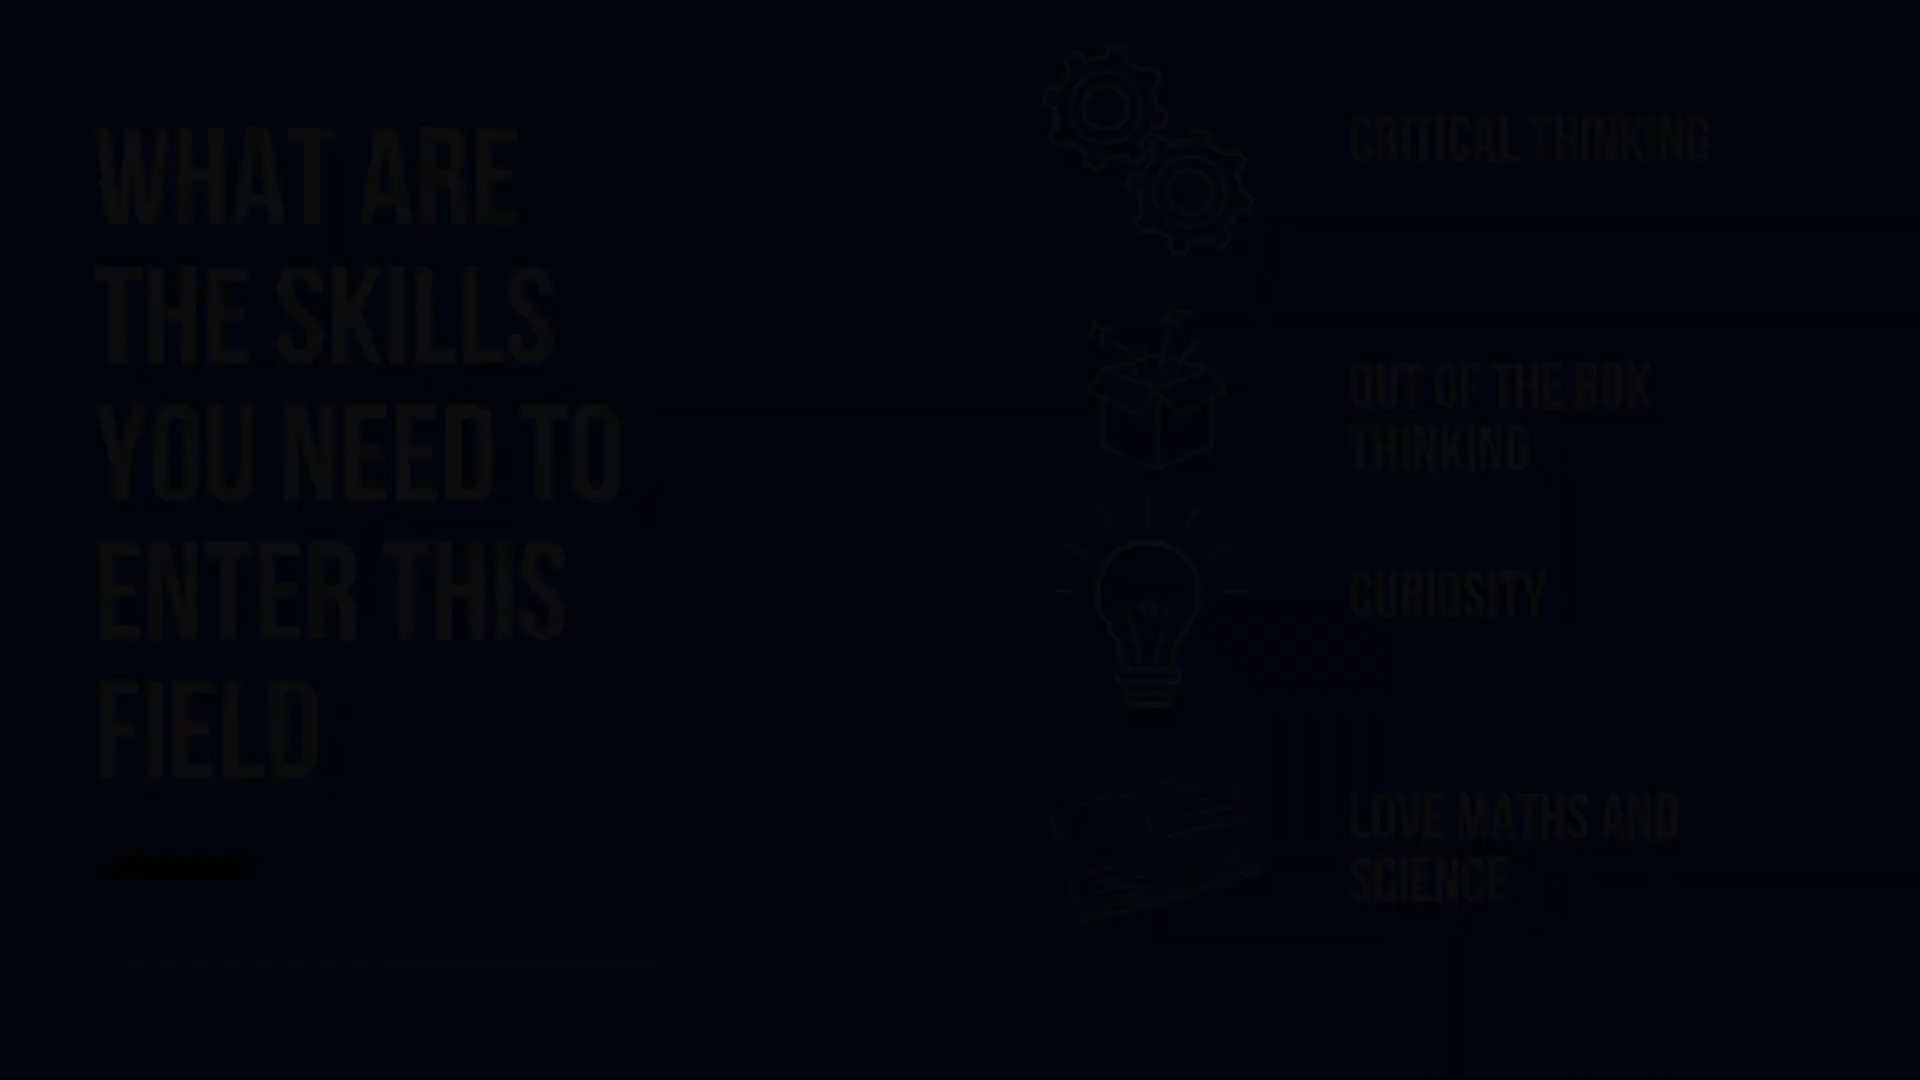 WHAT ARE
THE SKILLS
YOU NEED TO
ENTER THIS
FIELD
CRITICAL THINKING
OUT OF THE BOX
THINKING
CURIOSITY
LOVE MATHS AND
SCIENCE